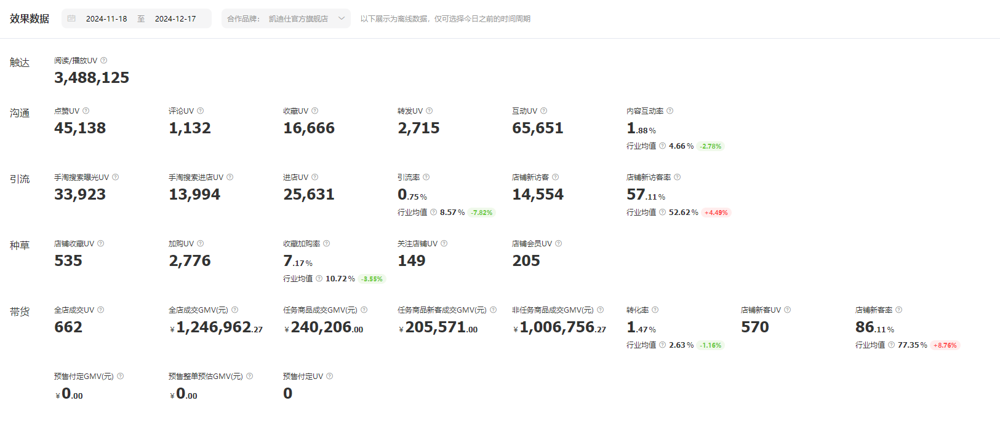 效果数据 2024-11-18 至 2024-12-17 合作品牌： 凯迪仕官方旗舰店 以下展示为离线数据，仅可选择今日之前的时间周期
触达 阅读/播放UV
3,488,125
沟通 点赞UV 评论UV 收藏UV 转发UV 互动UV 内容互动率
45,138 1,132 16,666 2,715 65,651 1.88%
行业均值 4.66% -2.78%
引流 手淘搜索曝光UV 手淘搜索进店UV 进店UV 引流率 店铺新访客 店铺新访客率
33,923 13,994 25,631 0.75% 14,554 57.11%
行业均值 8.57% -7.82% 行业均值 52.62% +4.49%
种草 店铺收藏UV 加购UV 收藏加购率 关注店铺UV 店铺会员UV
535 2,776 7.17% 149 205
行业均值 10.72% -3.55%
带货 全店成交UV 全店成交GMV(元) 任务商品成交GMV(元) 任务商品新客成交GMV(元) 非任务商品成交GMV(元) 转化率 店铺新客UV 店铺新客率
662 ¥1,246,962.27 ¥240,206.00 ¥205,571.00 ¥1,006,756.27 1.47% 570 86.11%
行业均值 2.63% -1.16% 行业均值 77.35% +8.76%
预售付定GMV(元) 预售整单预估GMV(元) 预售付定UV
¥0.00 ¥0.00 0